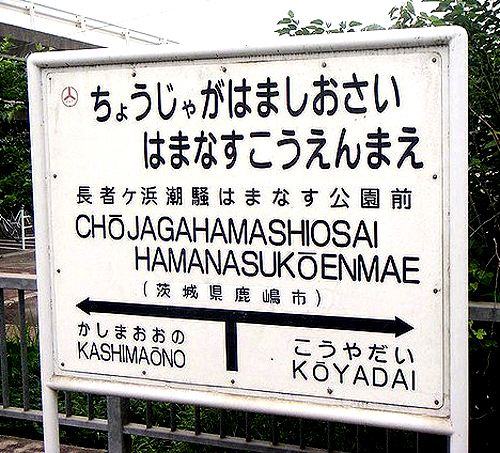 ちょうじゃがはましおさい
はまなすこうえんまえ
長者ケ浜潮騒はまなす公園前
CHŌJAGAHAMASHIOSAI
HAMANASUKŌENMAE
(茨城県鹿嶋市)
かしまおおの
KASHIMAŌNO
こうやだい
KŌYADAI